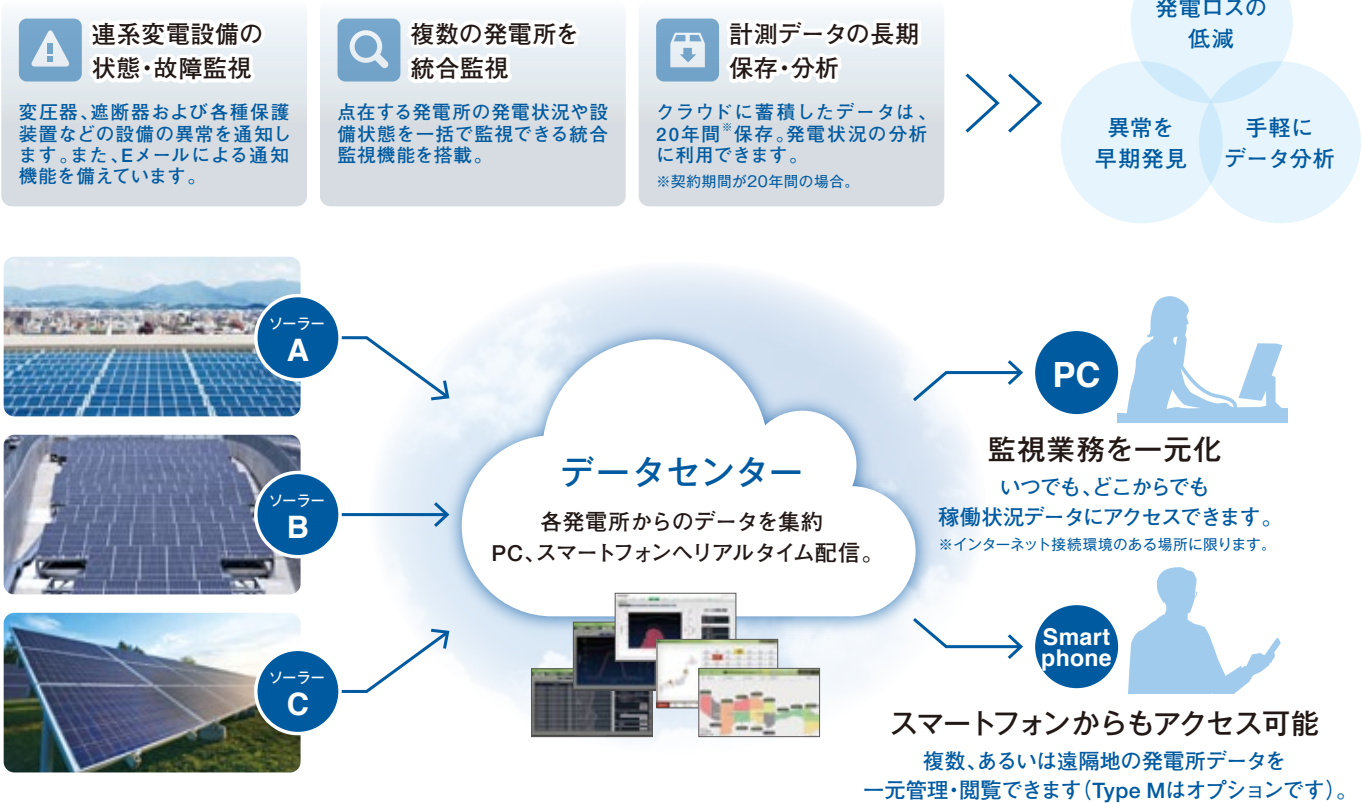 連系変電設備の
状態・故障監視
変圧器、遮断器および各種保護
装置などの設備の異常を通知し
ます。また、Eメールによる通知
機能を備えています。
複数の発電所を
統合監視
点在する発電所の発電状況や設
備状態を一括で監視できる統合
監視機能を搭載。
計測データの長期
保存・分析
クラウドに蓄積したデータは、
20年間※保存。発電状況の分析
に利用できます。
※契約期間が20年間の場合。
発電ロスの
低減
異常を
早期発見
手軽に
データ分析
ソーラー
A
ソーラー
B
ソーラー
C
データセンター
各発電所からのデータを集約
PC、スマートフォンへリアルタイム配信。
PC
監視業務を一元化
いつでも、どこからでも
稼働状況データにアクセスできます。
※インターネット接続環境のある場所に限ります。
Smart
phone
スマートフォンからもアクセス可能
複数、あるいは遠隔地の発電所データを
一元管理・閲覧できます（Type Mはオプションです）。